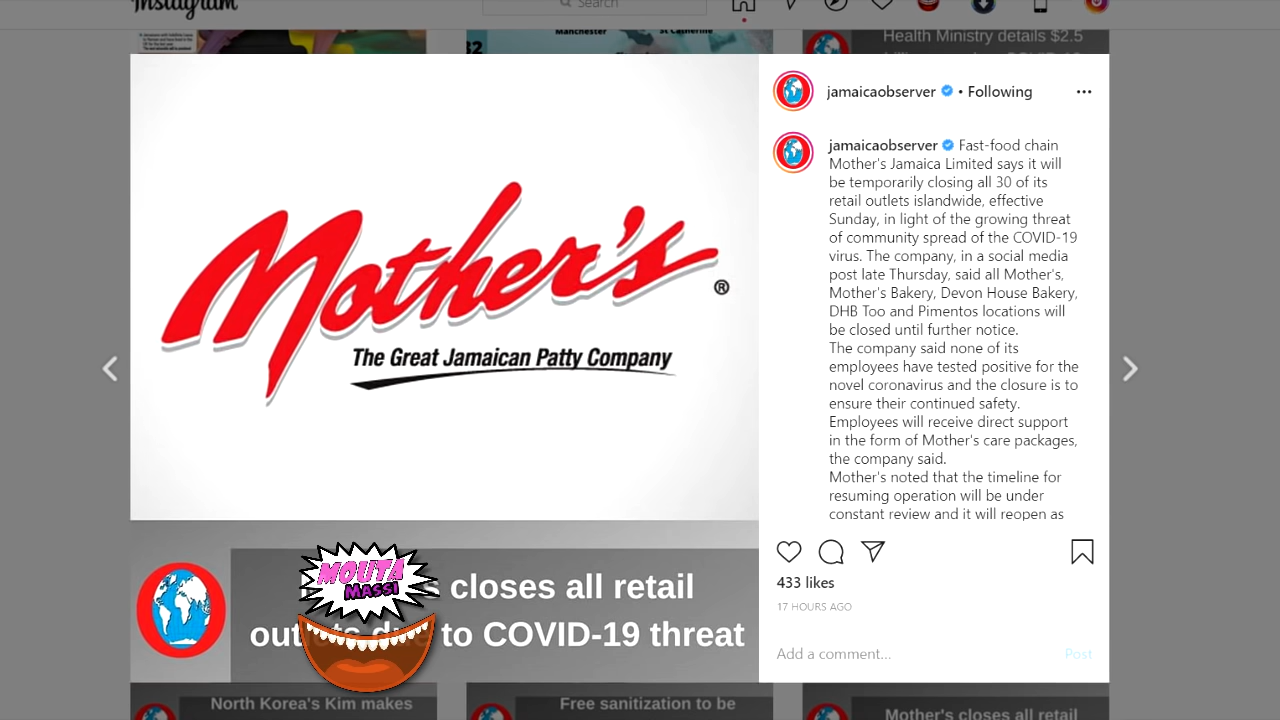 Instagram
Search
Manchester
St Catherine
32
Health Ministry details $2.5
Mother's
®
The Great Jamaican Patty Company
jamaicaobserver • Following
jamaicaobserver Fast-food chain
Mother's Jamaica Limited says it will
be temporarily closing all 30 of its
retail outlets islandwide, effective
Sunday, in light of the growing threat
of community spread of the COVID-19
virus. The company, in a social media
post late Thursday, said all Mother's,
Mother's Bakery, Devon House Bakery,
DHB Too and Pimentos locations will
be closed until further notice.
The company said none of its
employees have tested positive for the
novel coronavirus and the closure is to
ensure their continued safety.
Employees will receive direct support
in the form of Mother's care packages,
the company said.
Mother's noted that the timeline for
resuming operation will be under
constant review and it will reopen as
433 likes
17 HOURS AGO
Add a comment...
Post
MOUTA
MASSI
closes all retail
to COVID-19 threat
North Korea's Kim makes
Free sanitization to be
Mother's closes all retail